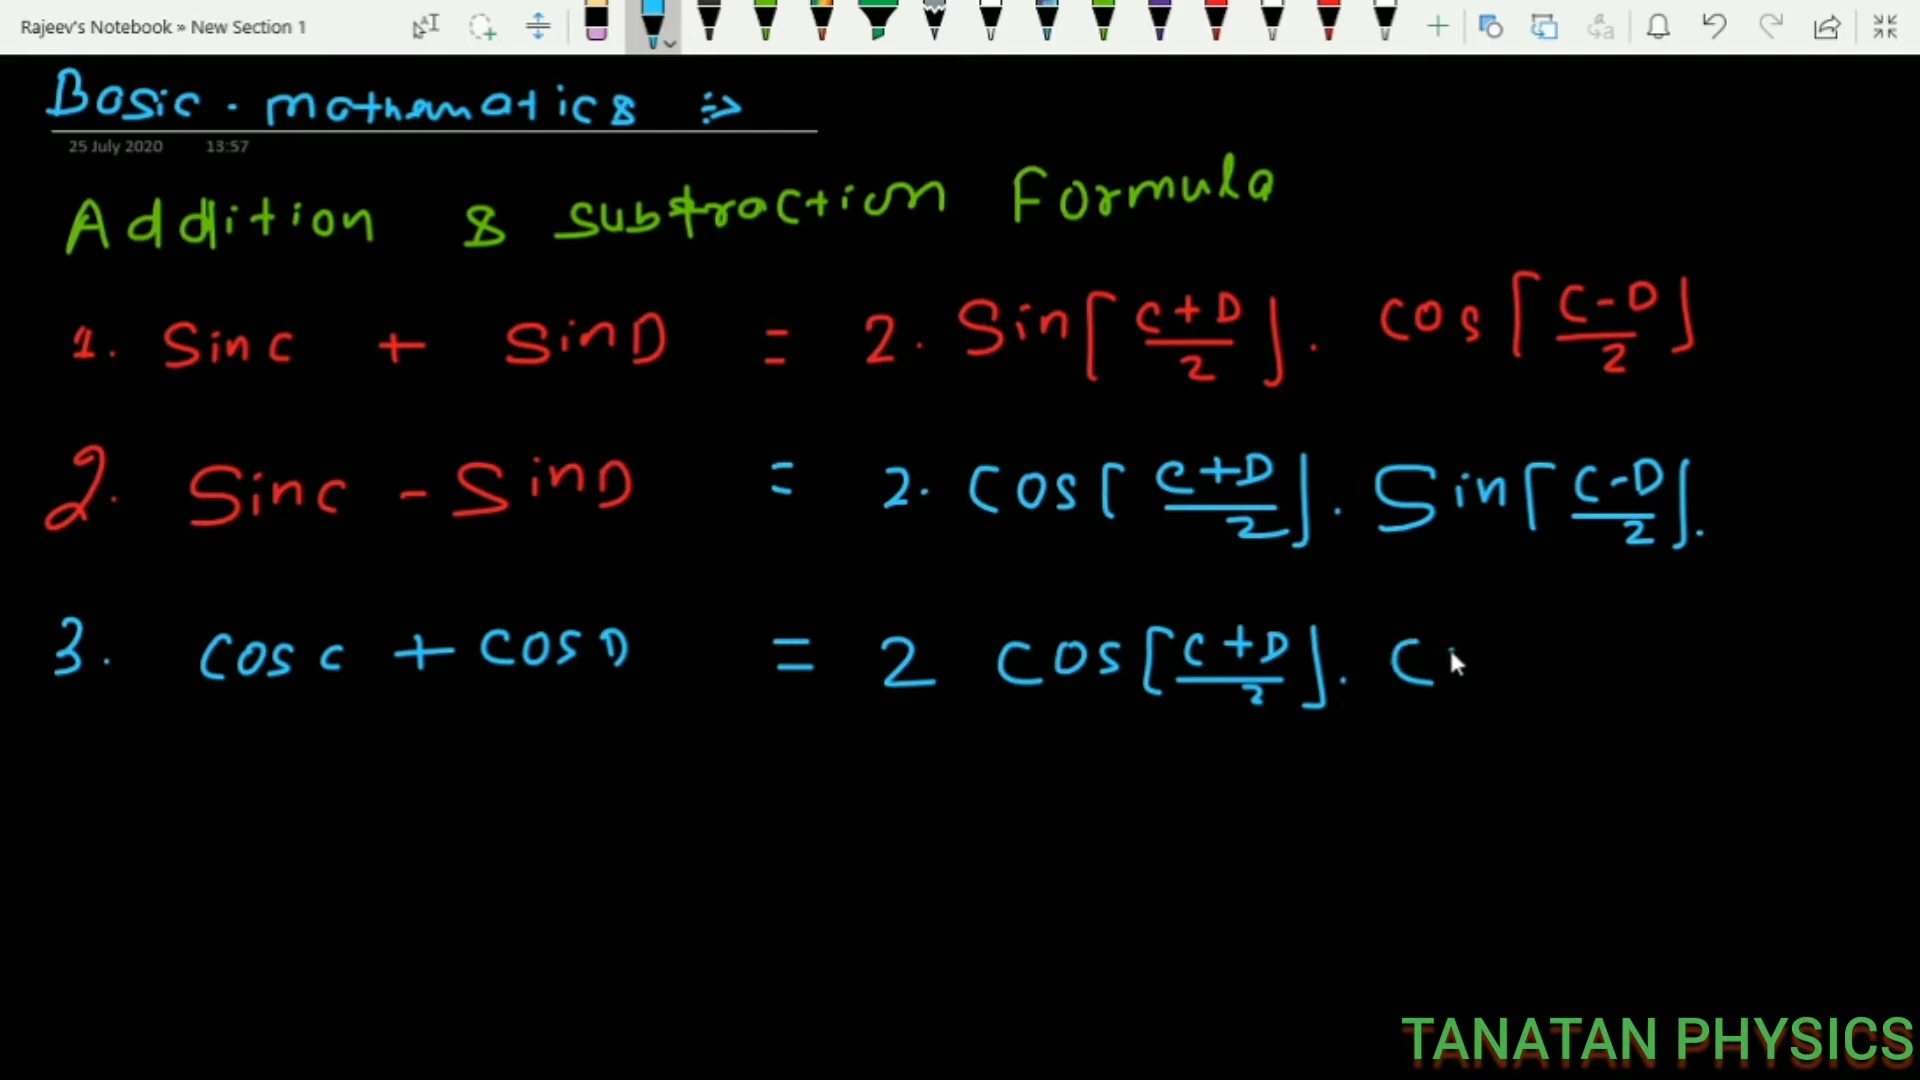 Rajeev's Notebook » New Section 1
Basic . mathematics ⇒
25 July 2020 13:57
Addition & subtraction Formula
1. Sin C + Sin D = 2. Sin[(C+D)/2]. Cos[(C-D)/2]
2. Sin C - Sin D = 2. Cos[(C+D)/2]. Sin[(C-D)/2].
3. Cos C + Cos D = 2 Cos[(C+D)/2]. C
TANATAN PHYSICS